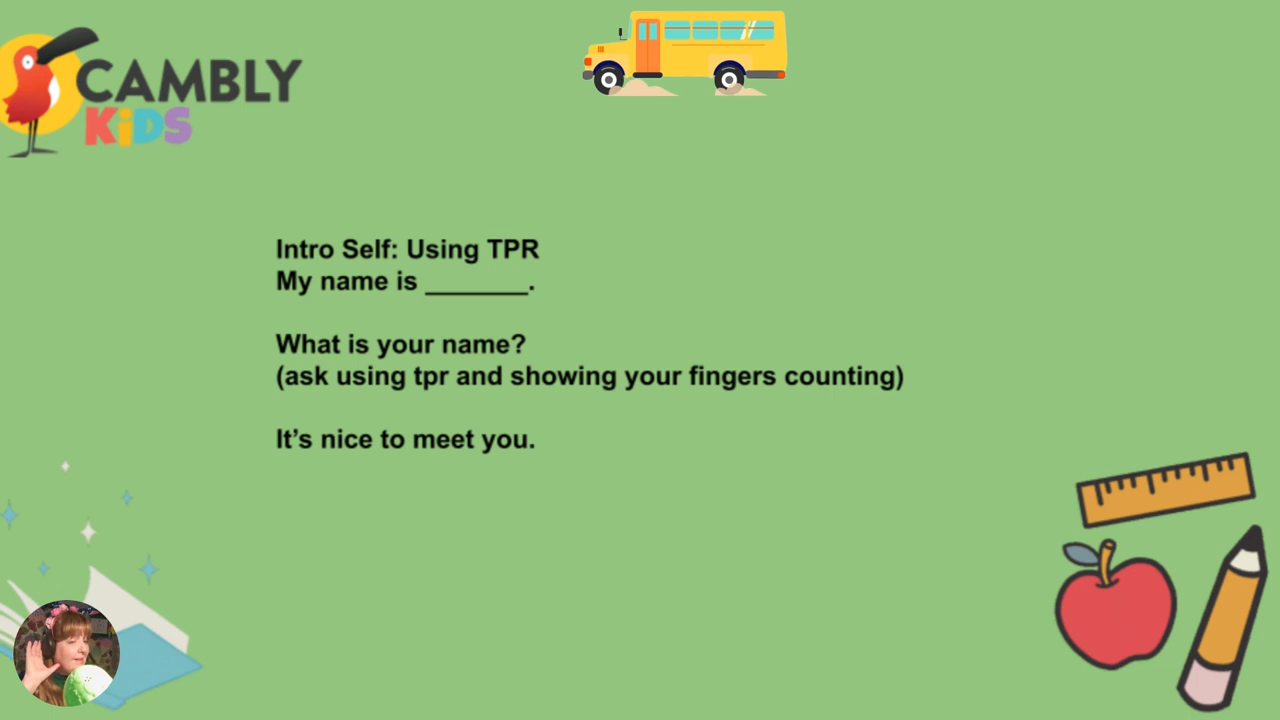 CAMBLY
KiDS
Intro Self: Using TPR
My name is _______.
What is your name?
(ask using tpr and showing your fingers counting)
It’s nice to meet you.